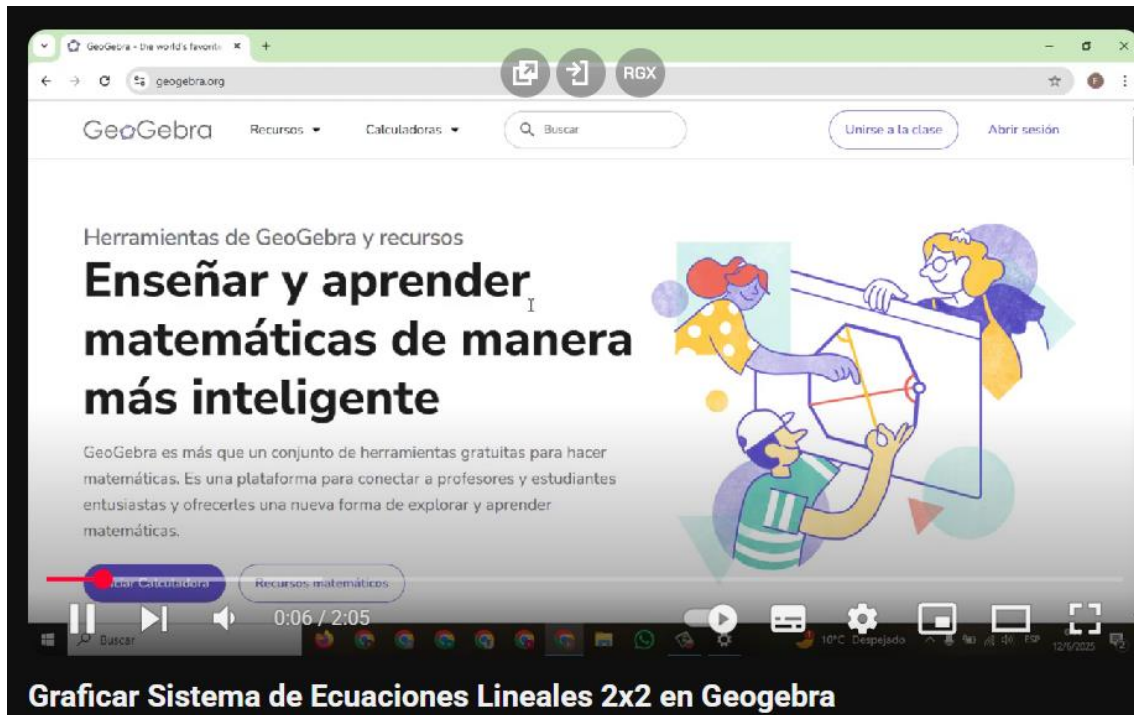 GeoGebra - the world's favorite
geogebra.org
RGX
GeoGebra
Recursos
Calculadoras
Buscar
Unirse a la clase
Abrir sesión
Herramientas de GeoGebra y recursos
Enseñar y aprender
matemáticas de manera
más inteligente
GeoGebra es más que un conjunto de herramientas gratuitas para hacer
matemáticas. Es una plataforma para conectar a profesores y estudiantes
entusiastas y ofrecerles una nueva forma de explorar y aprender
matemáticas.
Calculadora
Recursos matemáticos
0:06 / 2:05
Buscar
10°C Despejado
ESP
12/6/2025
Graficar Sistema de Ecuaciones Lineales 2x2 en Geogebra